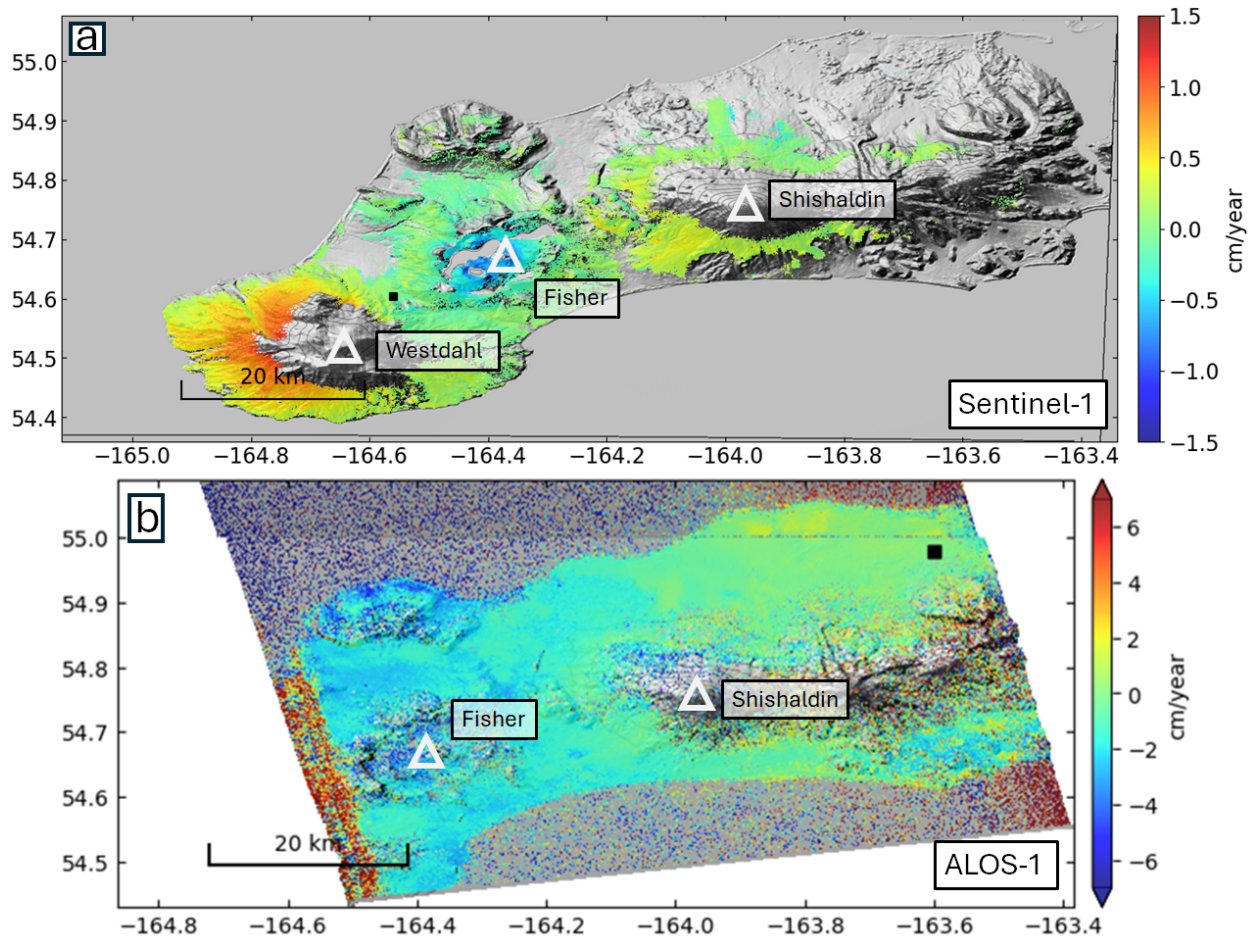 a
55.0
54.9
54.8
54.7
54.6
54.5
54.4
Shishaldin
Fisher
Westdahl
20 km
Sentinel-1
−165.0 −164.8 −164.6 −164.4 −164.2 −164.0 −163.8 −163.6 −163.4
1.5
1.0
0.5
0.0
−0.5
−1.0
−1.5
cm/year
b
55.0
54.9
54.8
54.7
54.6
54.5
Shishaldin
Fisher
20 km
ALOS-1
−164.8 −164.6 −164.4 −164.2 −164.0 −163.8 −163.6 −163.4
6
4
2
0
−2
−4
−6
cm/year